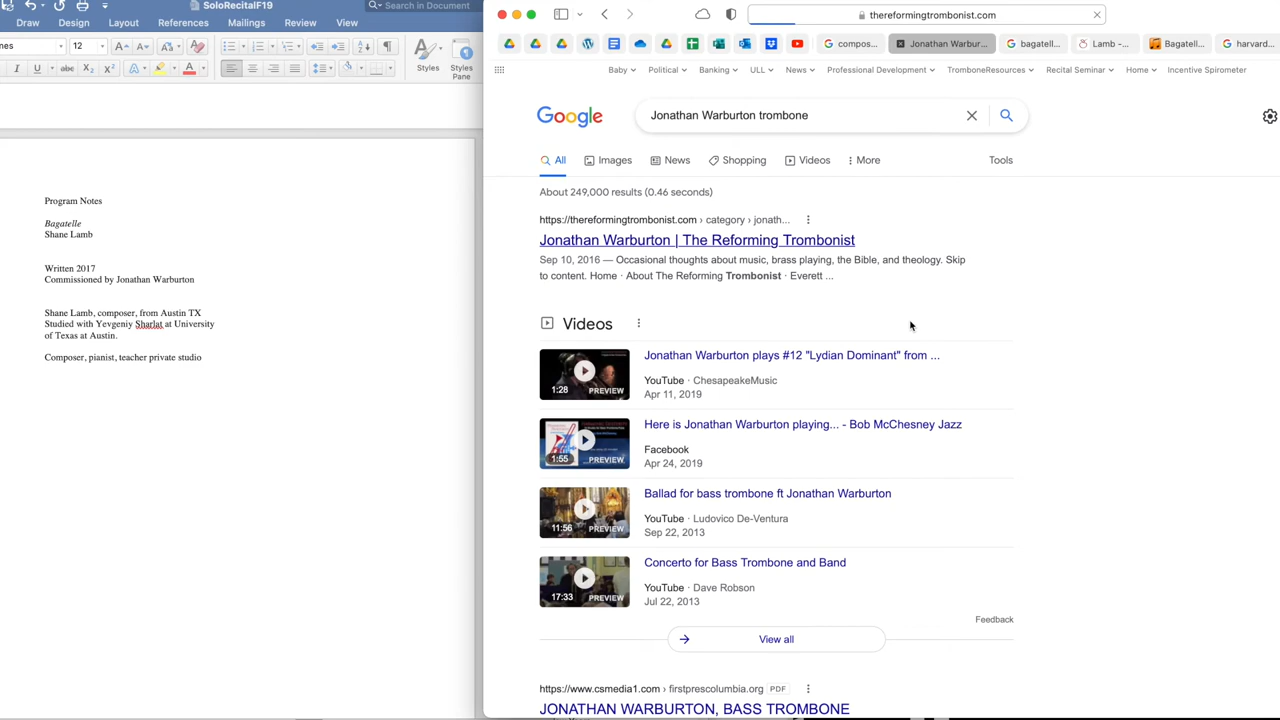 SoloRecitalF19
Search in Document
Draw Design Layout References Review View
mes 12
I U abc X₂ X²
Styles Styles Pane
Program Notes
Bagatelle
Shane Lamb
Written 2017
Commissioned by Jonathan Warburton
Shane Lamb, composer, from Austin TX
Studied with Yevgeniy Sharlat at University
of Texas at Austin.
Composer, pianist, teacher private studio
thereformingtrombonist.com
compos... Jonathan Warbur... bagatell... Lamb -... Bagatel... harvard...
Baby Political Banking ULL News Professional Development TromboneResources Recital Seminar Home Incentive Spirometer
Google
Jonathan Warburton trombone
All Images News Shopping Videos More Tools
About 249,000 results (0.46 seconds)
https://thereformingtrombonist.com › category › jonath...
Jonathan Warburton | The Reforming Trombonist
Sep 10, 2016 — Occasional thoughts about music, brass playing, the Bible, and theology. Skip
to content. Home · About The Reforming Trombonist · Everett ...
Videos
Jonathan Warburton plays #12 "Lydian Dominant" from ...
YouTube · ChesapeakeMusic
1:28 PREVIEW
Apr 11, 2019
Here is Jonathan Warburton playing... - Bob McChesney Jazz
Facebook
1:55 PREVIEW
Apr 24, 2019
Ballad for bass trombone ft Jonathan Warburton
YouTube · Ludovico De-Ventura
11:56 PREVIEW
Sep 22, 2013
Concerto for Bass Trombone and Band
YouTube · Dave Robson
17:33 PREVIEW
Jul 22, 2013
Feedback
View all
https://www.csmedia1.com › firstprescolumbia.org PDF
JONATHAN WARBURTON, BASS TROMBONE